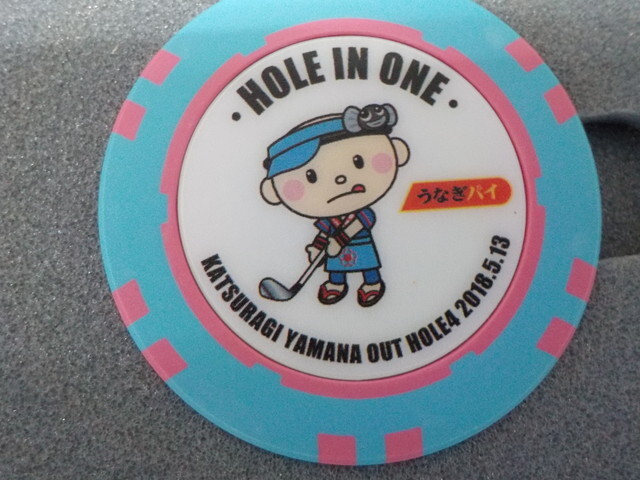 · HOLE IN ONE ·
うなぎパイ
KATSURAGI YAMANA OUT HOLE4 2018.5.13